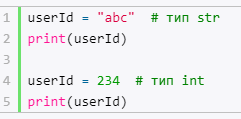 1 userId = "abc"  # тип str
2 print(userId)
3
4 userId = 234  # тип int
5 print(userId)